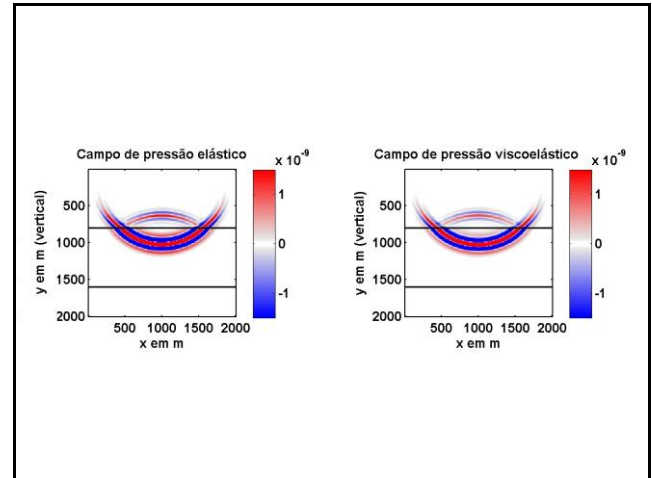 Campo de pressão elástico
x 10-9
y em m (vertical)
500
1000
1500
2000
500 1000 1500 2000
x em m
1
0
-1
Campo de pressão viscoelástico
x 10-9
y em m (vertical)
500
1000
1500
2000
500 1000 1500 2000
x em m
1
0
-1